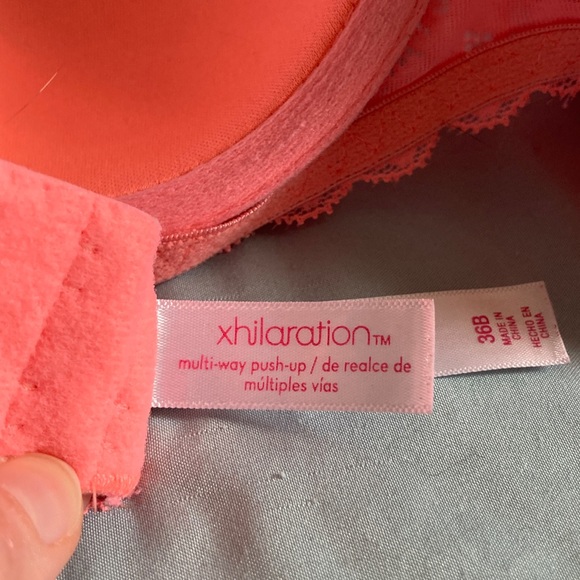 xhilaration™
multi-way push-up / de realce de
múltiples vías
36B
MADE IN
CHINA
HECHO EN
CHINA